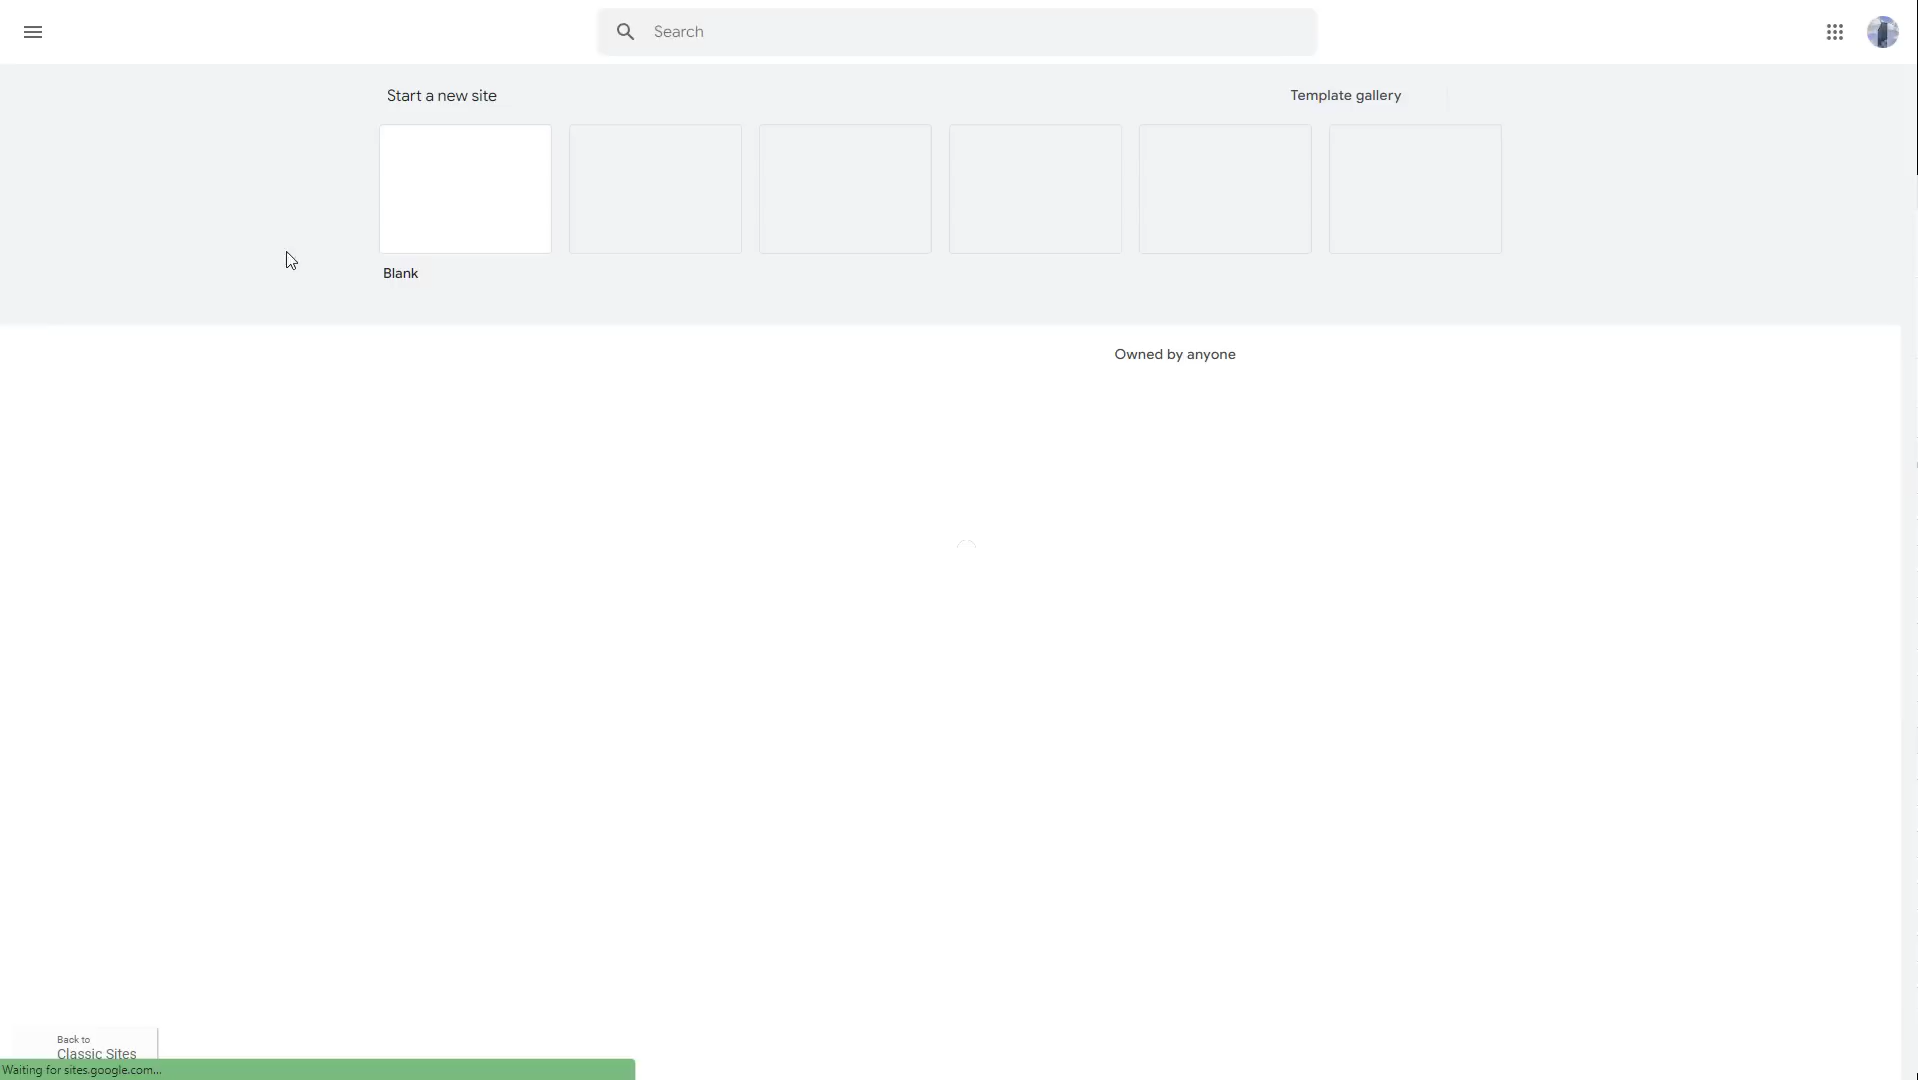 Search
Start a new site
Template gallery
Blank
Owned by anyone
Back to
Classic Sites
Waiting for sites.google.com...